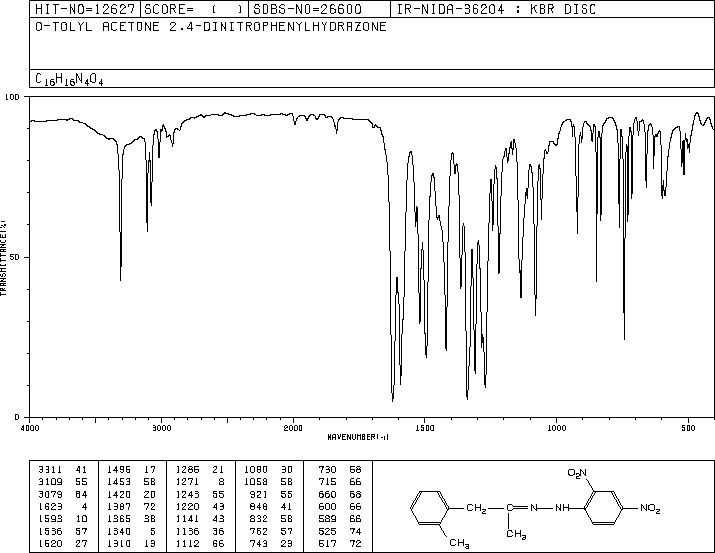 HIT-NO=12627 SCORE= ( ) SDBS-NO=26600 IR-NIDA-36204 : KBR DISC
O-TOLYL ACETONE 2.4-DINITROPHENYLHYDRAZONE
C16H16N4O4
100
50
0
TRANSMITTANCE(%)
4000 3000 2000 1500 1000 500
WAVENUMBER(-1)
3311 41 1496 17 1286 21 1080 30 730 68
3109 55 1453 58 1271 8 1058 58 715 66
3079 64 1420 20 1243 55 921 55 660 68
1623 4 1387 72 1220 43 848 41 600 66
1593 10 1365 38 1141 43 832 58 589 66
1536 57 1340 5 1136 36 762 57 525 74
1520 27 1310 13 1112 66 743 23 517 72
O2N
CH2 C N NH NO2
CH3 CH3